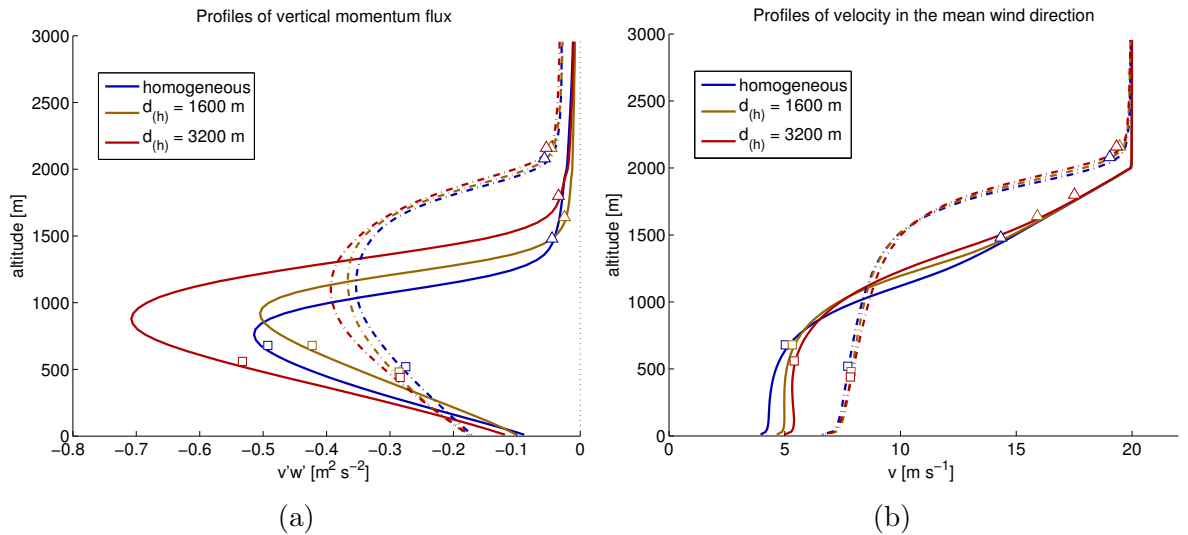 Profiles of vertical momentum flux
3000
2500
2000
1500
1000
500
0
altitude [m]
homogeneous
d(h) = 1600 m
d(h) = 3200 m
−0.8 −0.7 −0.6 −0.5 −0.4 −0.3 −0.2 −0.1 0
v'w' [m² s⁻²]
(a)
Profiles of velocity in the mean wind direction
3000
2500
2000
1500
1000
500
0
altitude [m]
homogeneous
d(h) = 1600 m
d(h) = 3200 m
0 5 10 15 20
v [m s⁻¹]
(b)